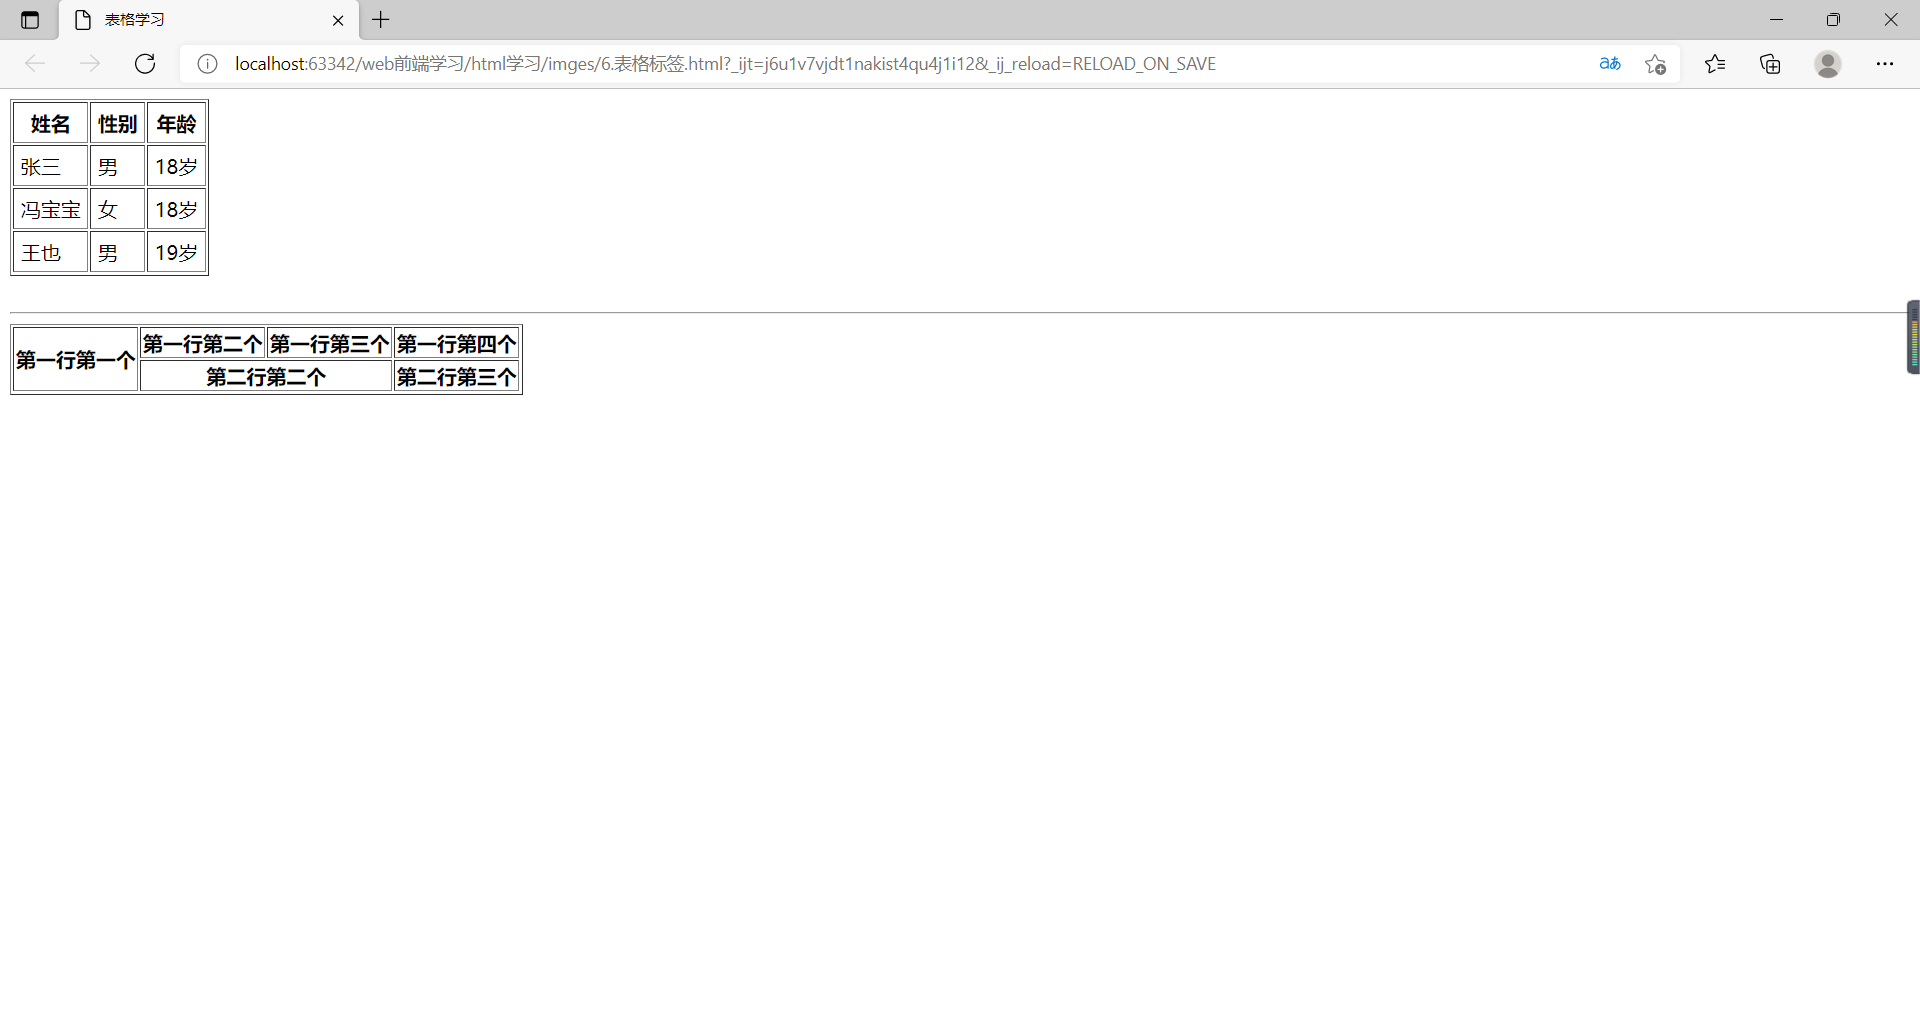 表格学习
localhost:63342/web前端学习/html学习/imges/6.表格标签.html?_ijt=j6u1v7vjdt1nakist4qu4j1i12&_ij_reload=RELOAD_ON_SAVE
aあ
姓名 性别 年龄
张三 男 18岁
冯宝宝 女 18岁
王也 男 19岁
第一行第一个 第一行第二个 第一行第三个 第一行第四个
第二行第二个 第二行第三个